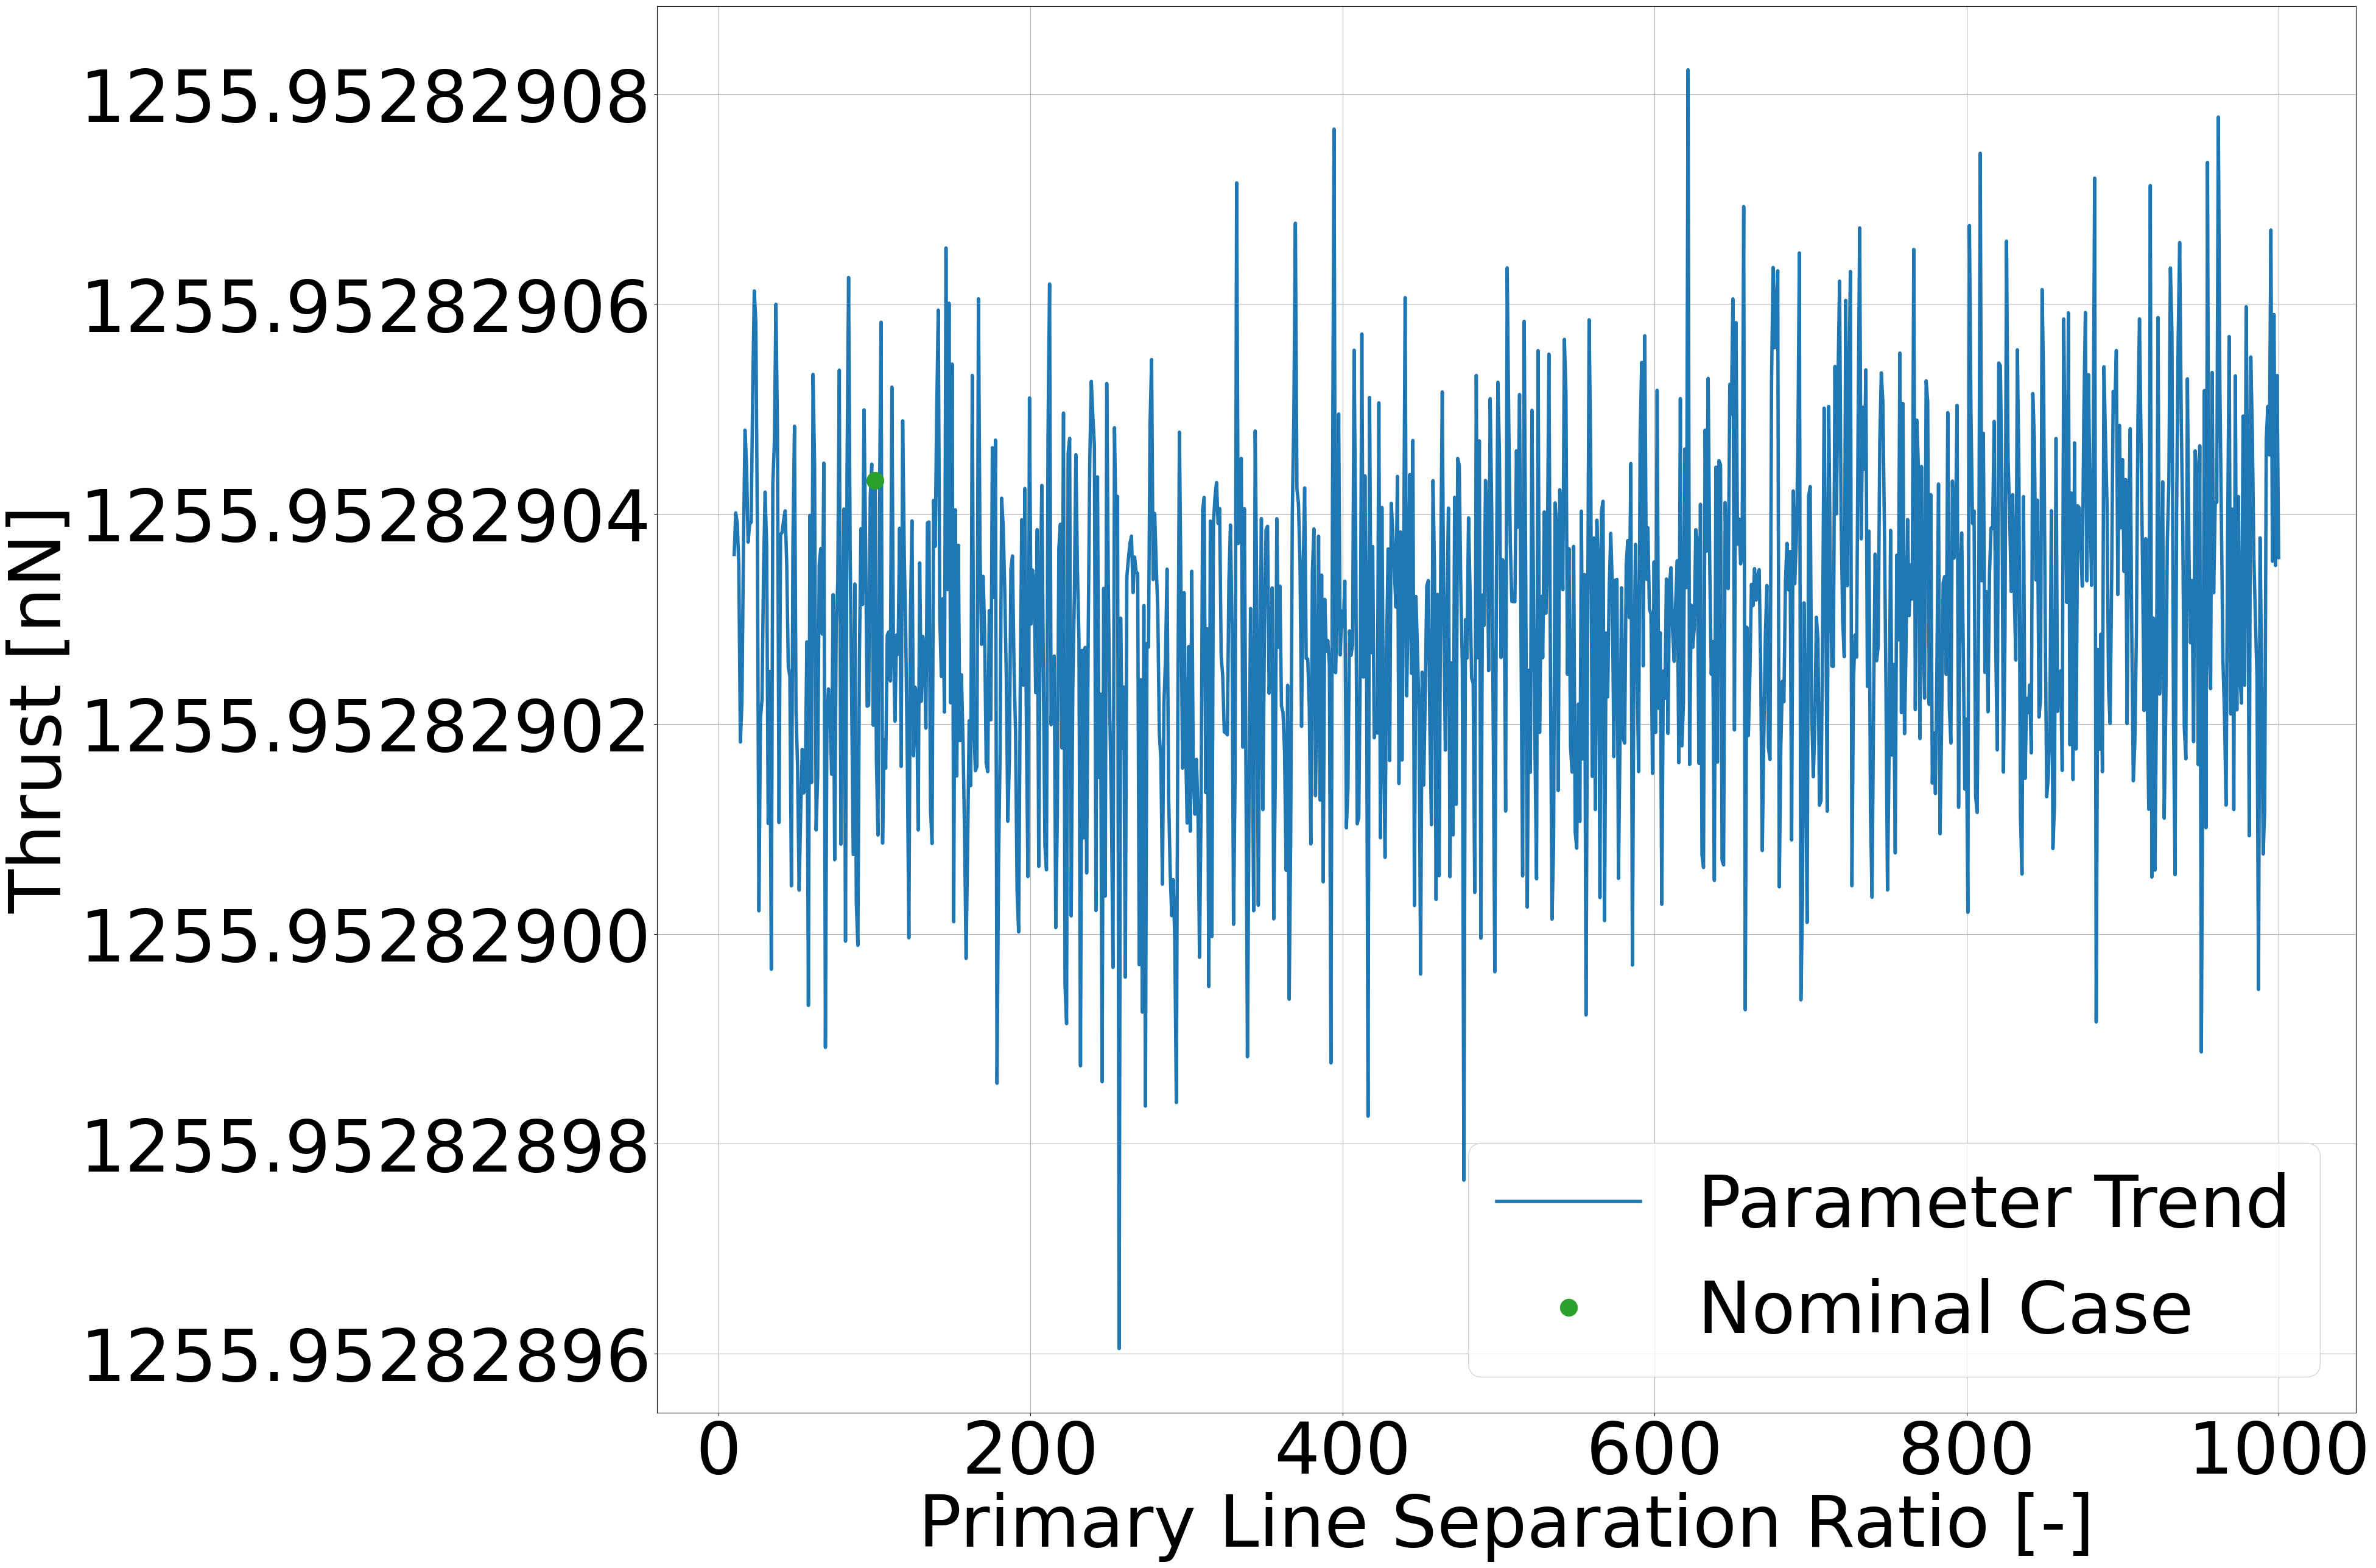 Thrust [nN]
1255.95282908
1255.95282906
1255.95282904
1255.95282902
1255.95282900
1255.95282898
1255.95282896
Parameter Trend
Nominal Case
0 200 400 600 800 1000
Primary Line Separation Ratio [-]